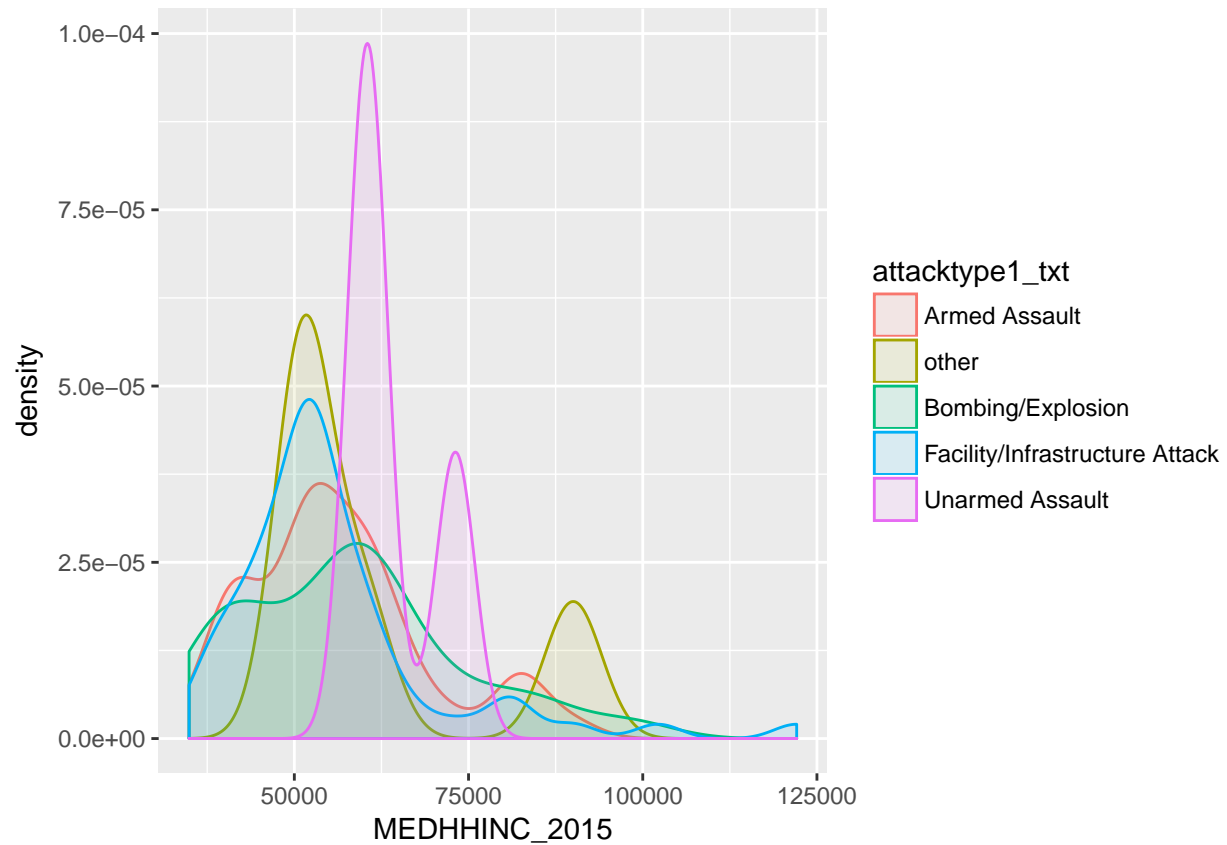 1.0e−04
7.5e−05
5.0e−05
2.5e−05
0.0e+00
density
50000
75000
100000
125000
MEDHHINC_2015
attacktype1_txt
Armed Assault
other
Bombing/Explosion
Facility/Infrastructure Attack
Unarmed Assault